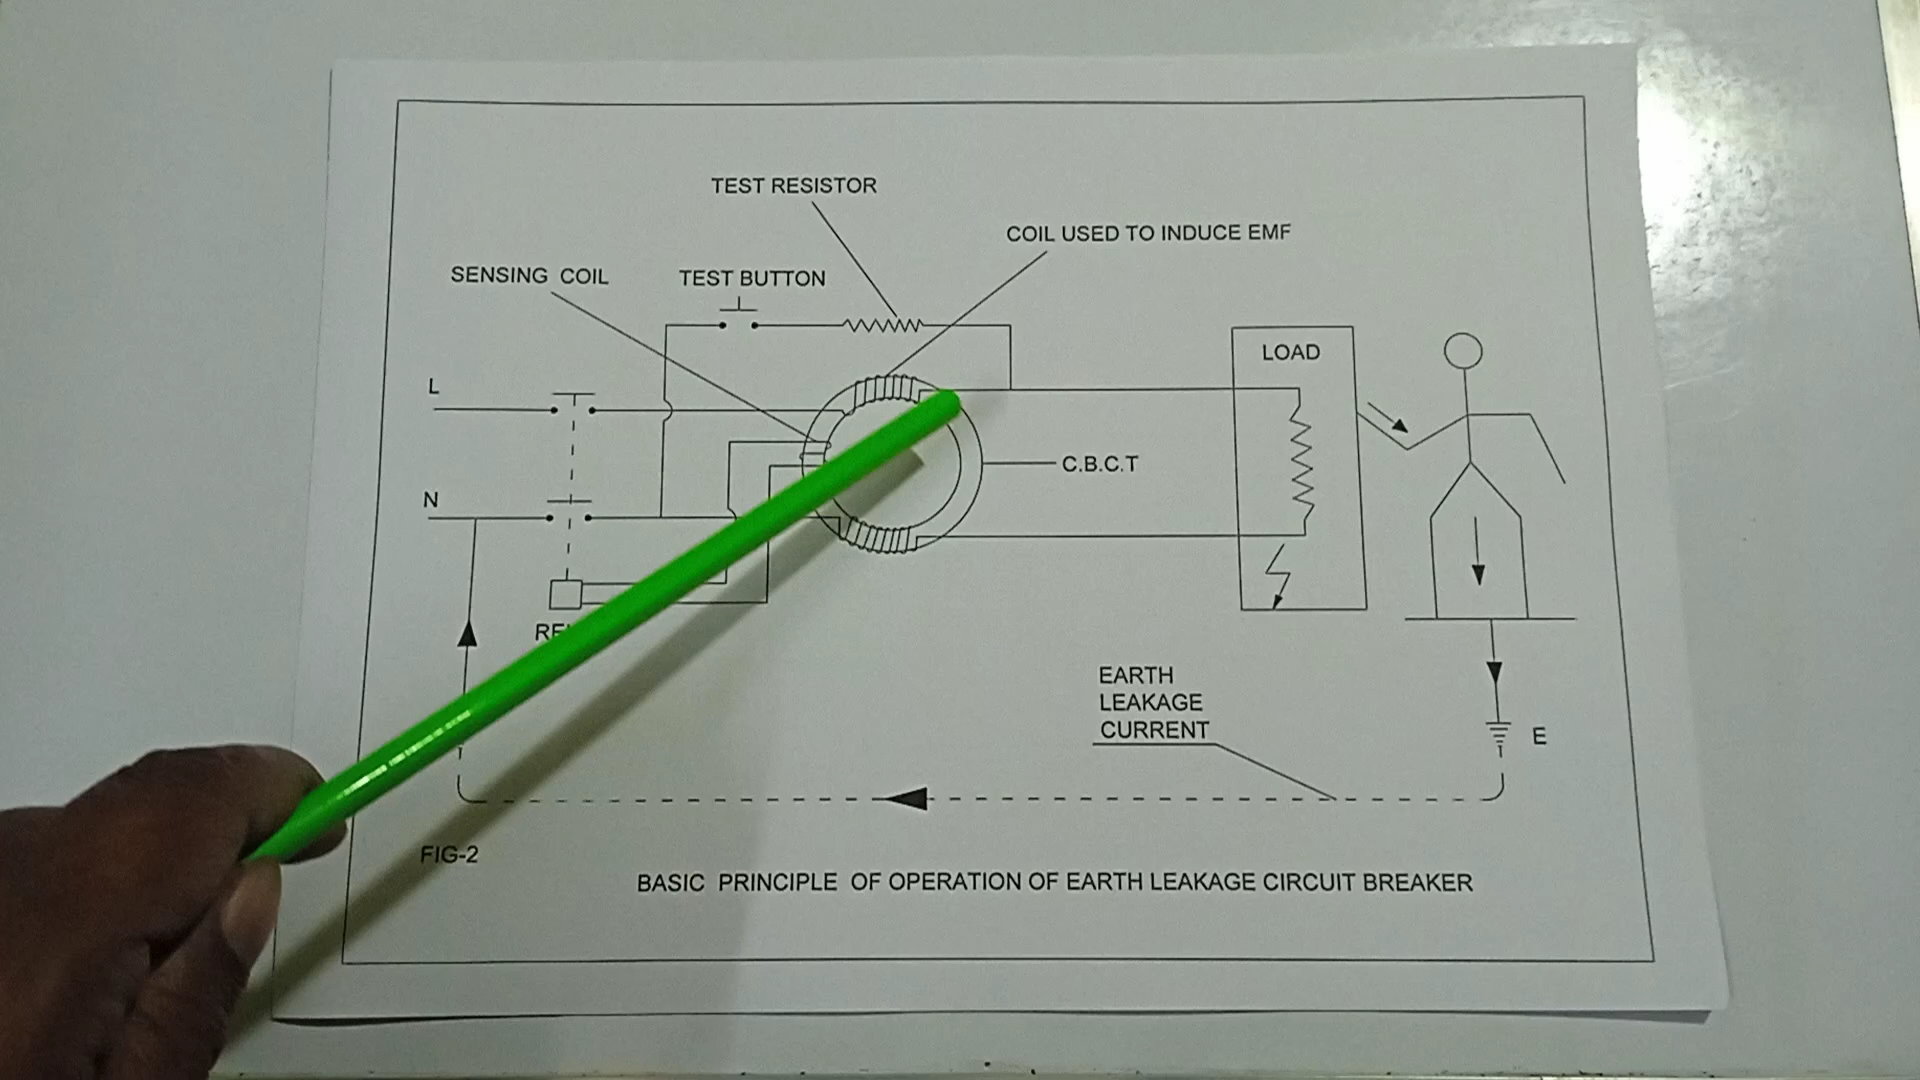 TEST RESISTOR
COIL USED TO INDUCE EMF
SENSING COIL
TEST BUTTON
LOAD
L
C.B.C.T
N
EARTH
LEAKAGE
CURRENT
E
FIG-2
BASIC PRINCIPLE OF OPERATION OF EARTH LEAKAGE CIRCUIT BREAKER